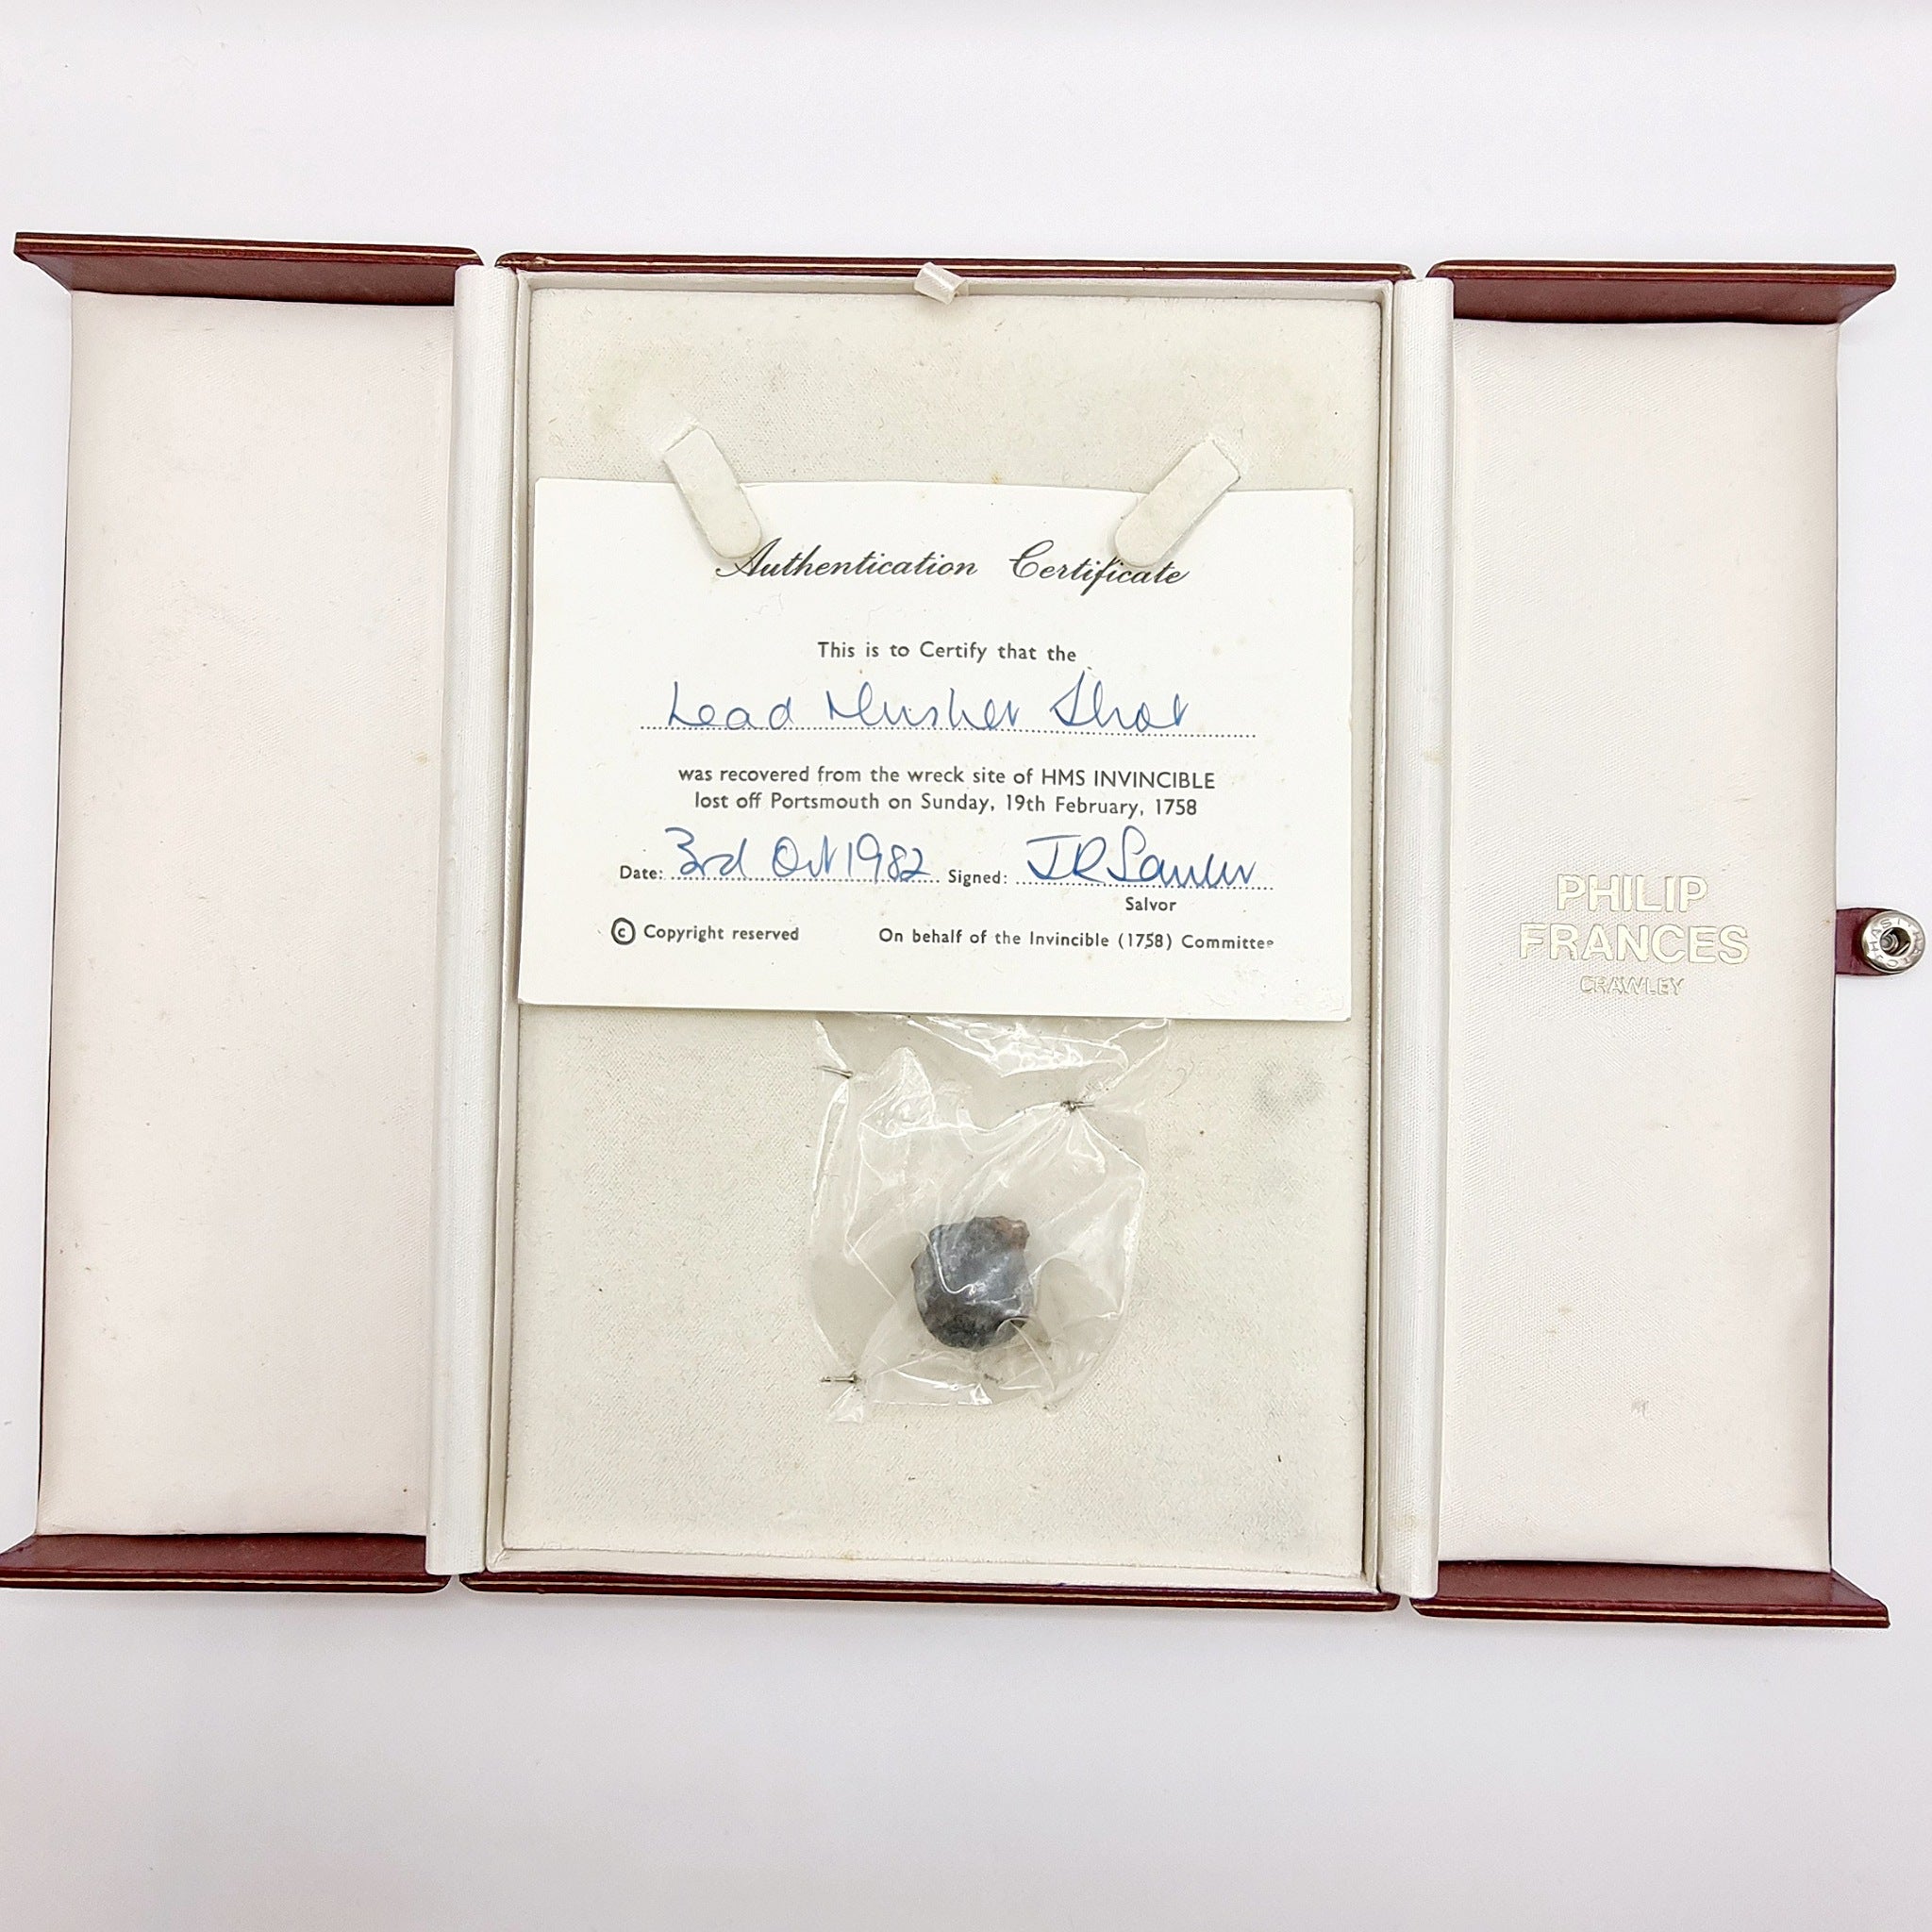 Authentication Certificate
This is to Certify that the
Lead Musket Shot
was recovered from the wreck site of HMS INVINCIBLE
lost off Portsmouth on Sunday, 19th February, 1758
Date: 3rd Oct 1982 Signed: J R
Salvor
© Copyright reserved On behalf of the Invincible (1758) Committee
PHILIP
FRANCES
CRAWLEY